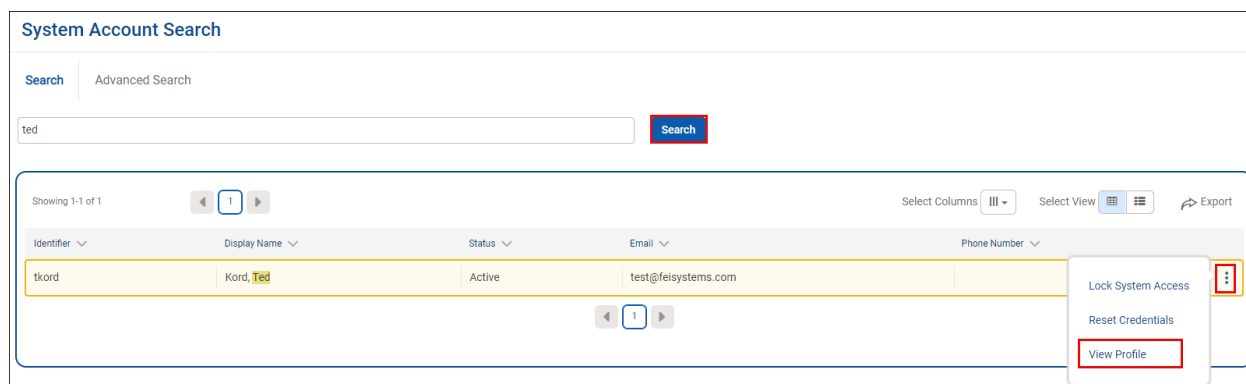 System Account Search
Search Advanced Search
ted Search
Showing 1-1 of 1 1 Select Columns Select View Export
Identifier Display Name Status Email Phone Number
tkord Kord, Ted Active test@feisystems.com
Lock System Access
1 Reset Credentials
View Profile